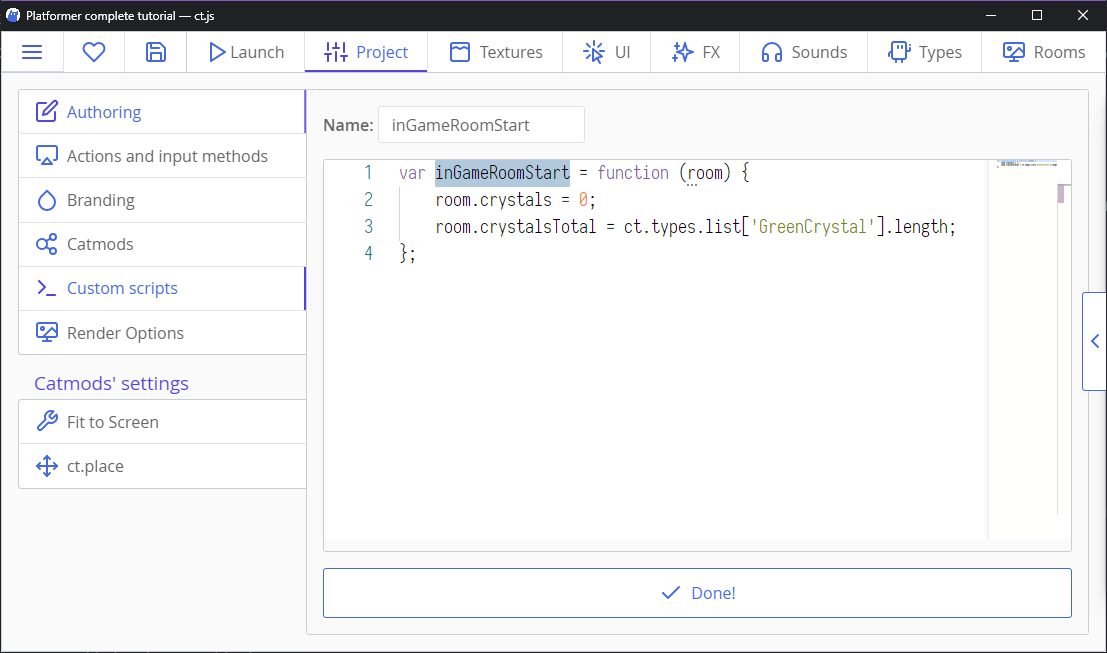 Platformer complete tutorial — ct.js
Launch
Project
Textures
UI
FX
Sounds
Types
Rooms
Authoring
Actions and input methods
Branding
Catmods
Custom scripts
Render Options
Catmods' settings
Fit to Screen
ct.place
Name: inGameRoomStart
1 var inGameRoomStart = function (room) {
2 room.crystals = 0;
3 room.crystalsTotal = ct.types.list['GreenCrystal'].length;
4 };
Done!